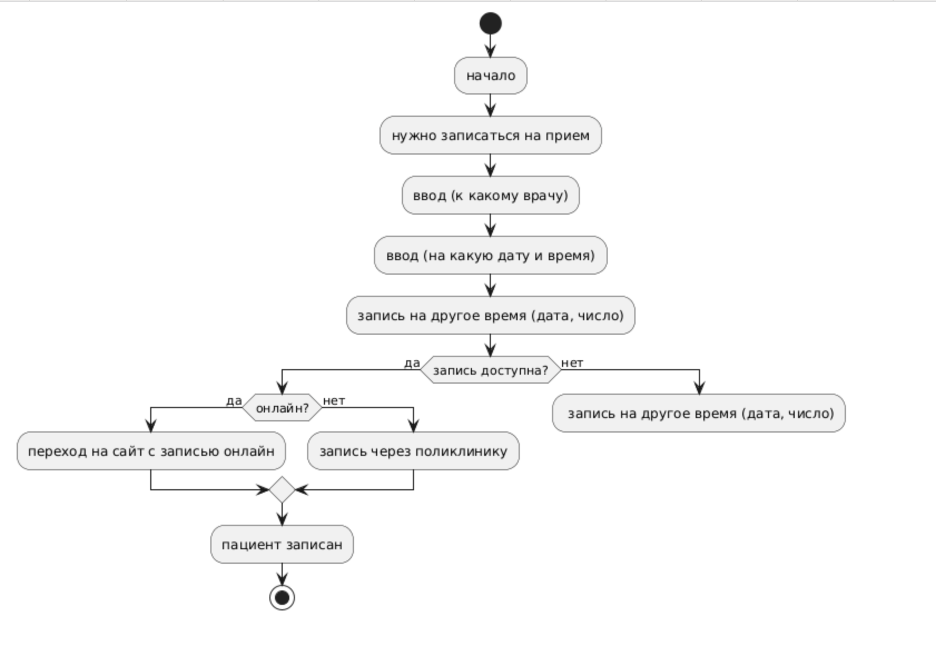 начало
нужно записаться на прием
ввод (к какому врачу)
ввод (на какую дату и время)
запись на другое время (дата, число)
да
запись доступна?
нет
да
онлайн?
нет
запись на другое время (дата, число)
переход на сайт с записью онлайн
запись через поликлинику
пациент записан